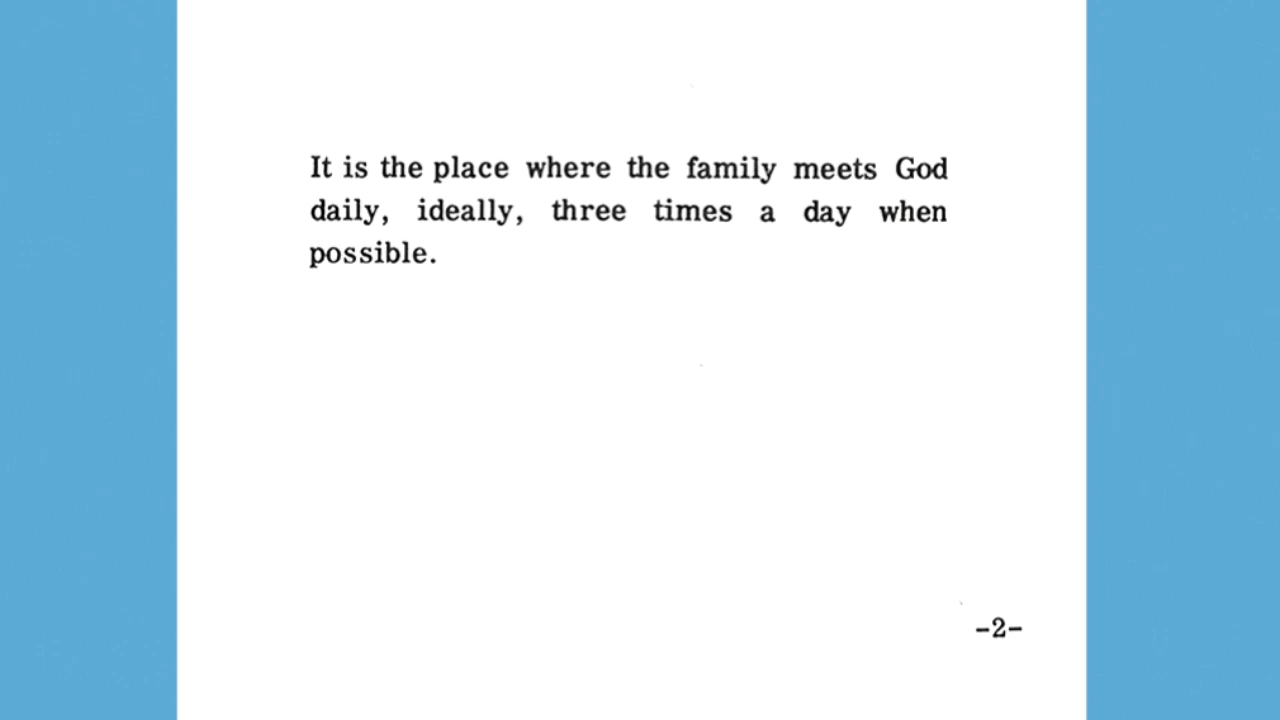 It is the place where the family meets God
daily, ideally, three times a day when
possible.
-2-